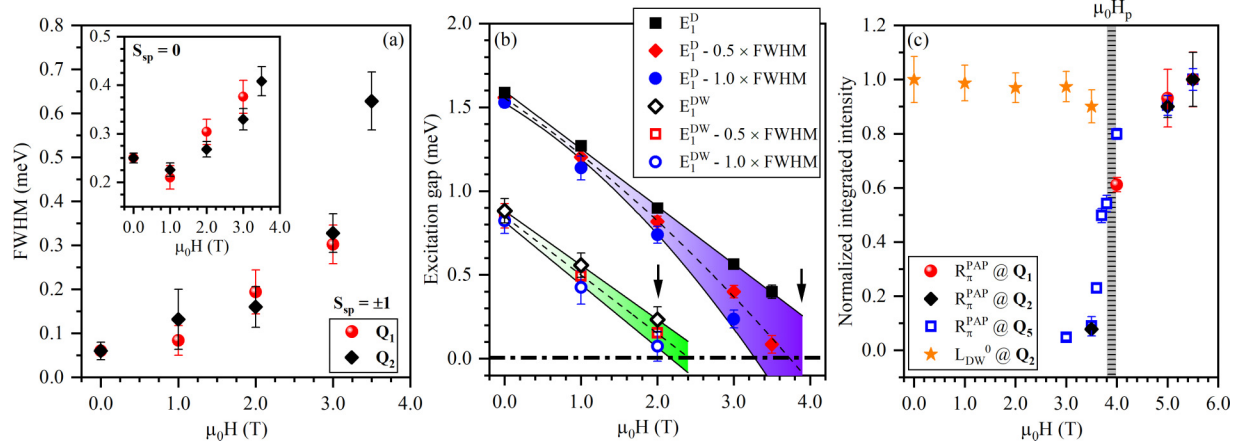 (a)
S_sp = 0
0.5
0.4
0.3
0.2
0.0 1.0 2.0 3.0 4.0
μ₀H (T)
0.8
0.7
0.6
0.5
0.4
0.3
0.2
0.1
0.0
FWHM (meV)
S_sp = ±1
Q₁
Q₂
0.0 1.0 2.0 3.0 4.0
μ₀H (T)
(b)
E₁^D
E₁^D - 0.5 × FWHM
E₁^D - 1.0 × FWHM
E₁^DW
E₁^DW - 0.5 × FWHM
E₁^DW - 1.0 × FWHM
2.0
1.5
1.0
0.5
0.0
Excitation gap (meV)
0.0 1.0 2.0 3.0 4.0
μ₀H (T)
μ₀H_p
(c)
1.2
1.0
0.8
0.6
0.4
0.2
0.0
Normalized integrated intensity
R_π^PAP @ Q₁
R_π^PAP @ Q₂
R_π^PAP @ Q₅
L_DW^0 @ Q₂
0.0 1.0 2.0 3.0 4.0 5.0 6.0
μ₀H (T)